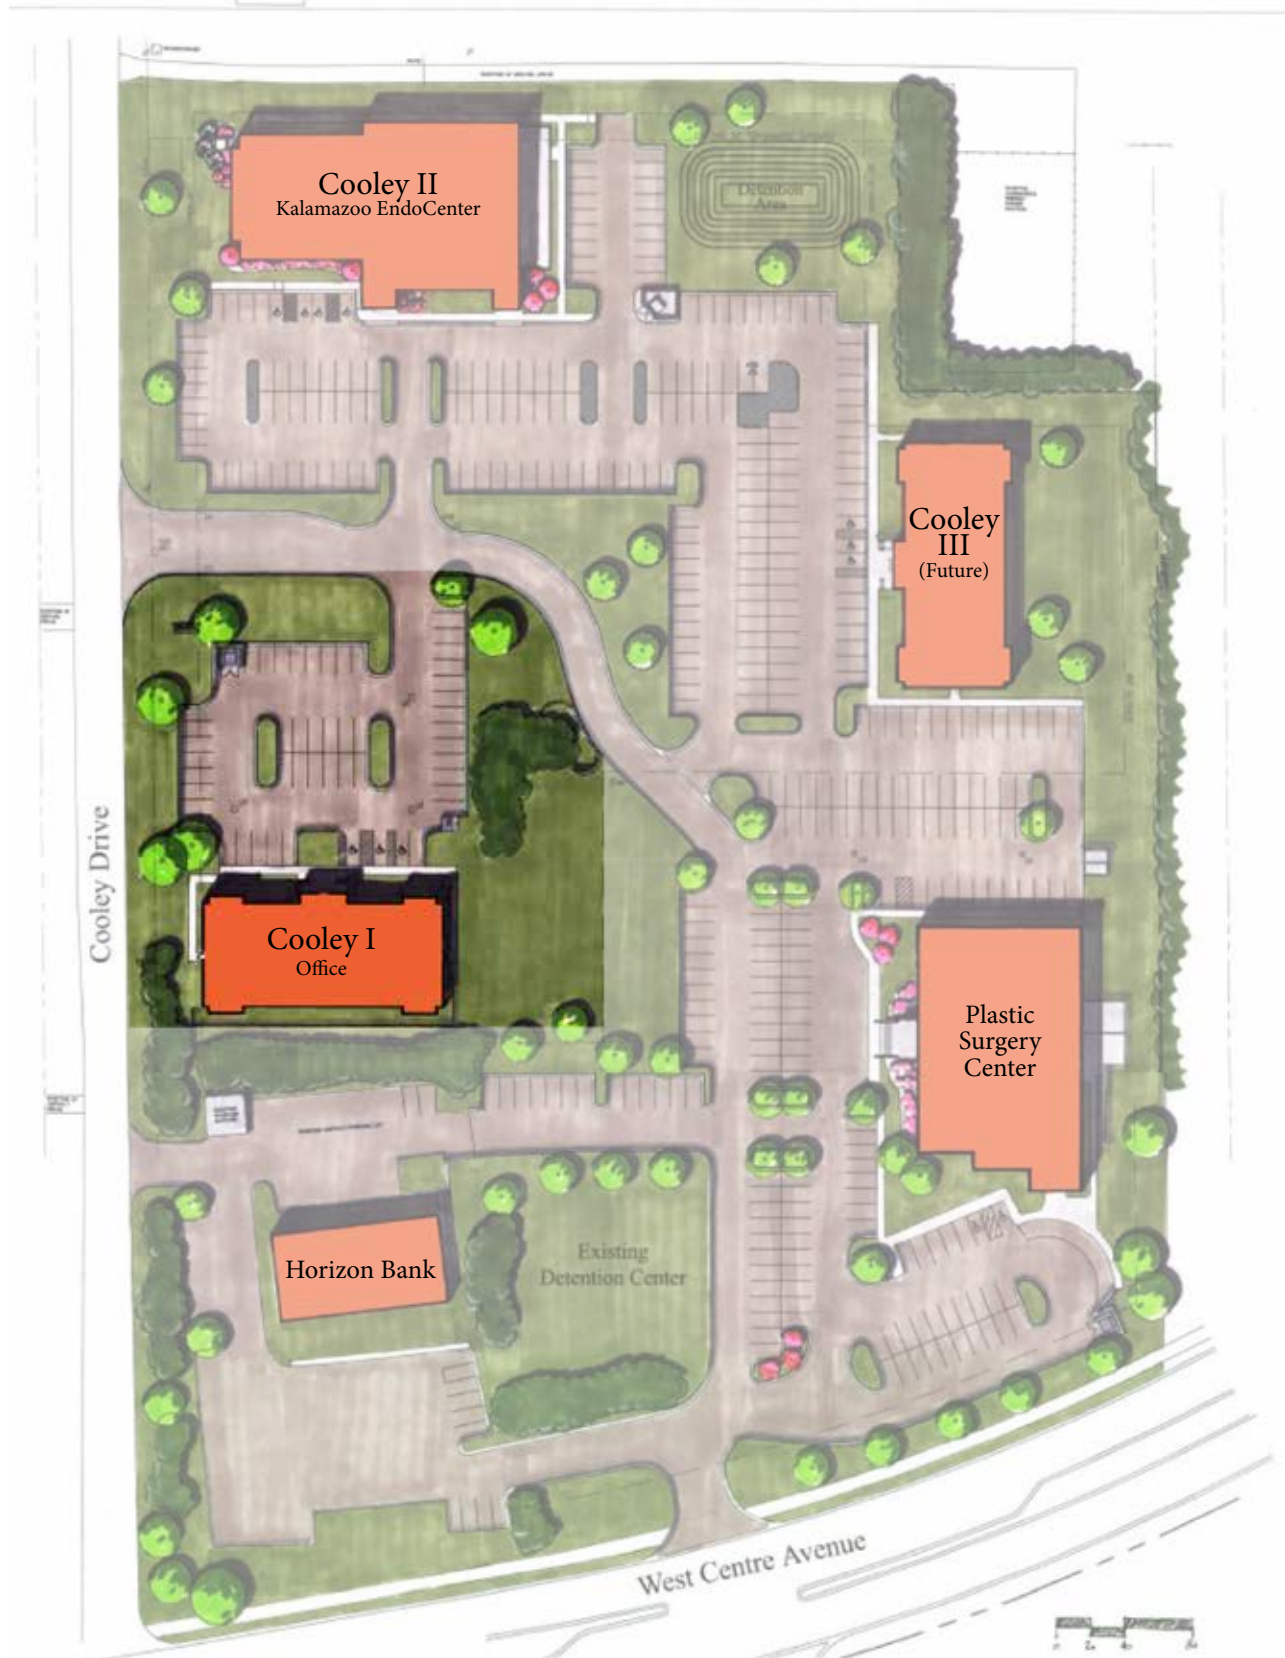 Cooley II
Kalamazoo EndoCenter
Detention
Area
Cooley
III
(Future)
Cooley Drive
Cooley I
Office
Plastic
Surgery
Center
Horizon Bank
Existing
Detention Center
West Centre Avenue